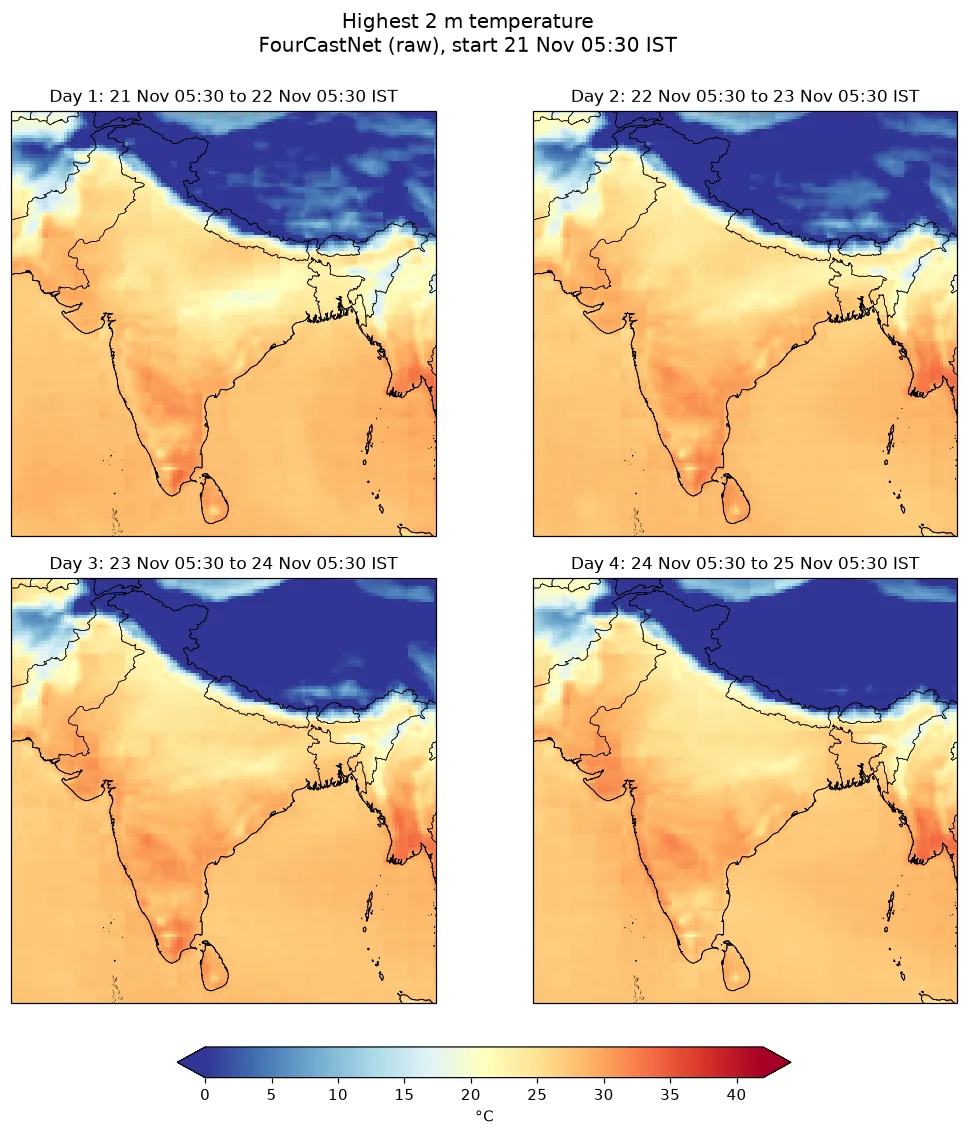 Highest 2 m temperature
FourCastNet (raw), start 21 Nov 05:30 IST
Day 1: 21 Nov 05:30 to 22 Nov 05:30 IST
Day 2: 22 Nov 05:30 to 23 Nov 05:30 IST
Day 3: 23 Nov 05:30 to 24 Nov 05:30 IST
Day 4: 24 Nov 05:30 to 25 Nov 05:30 IST
0 5 10 15 20 25 30 35 40
°C